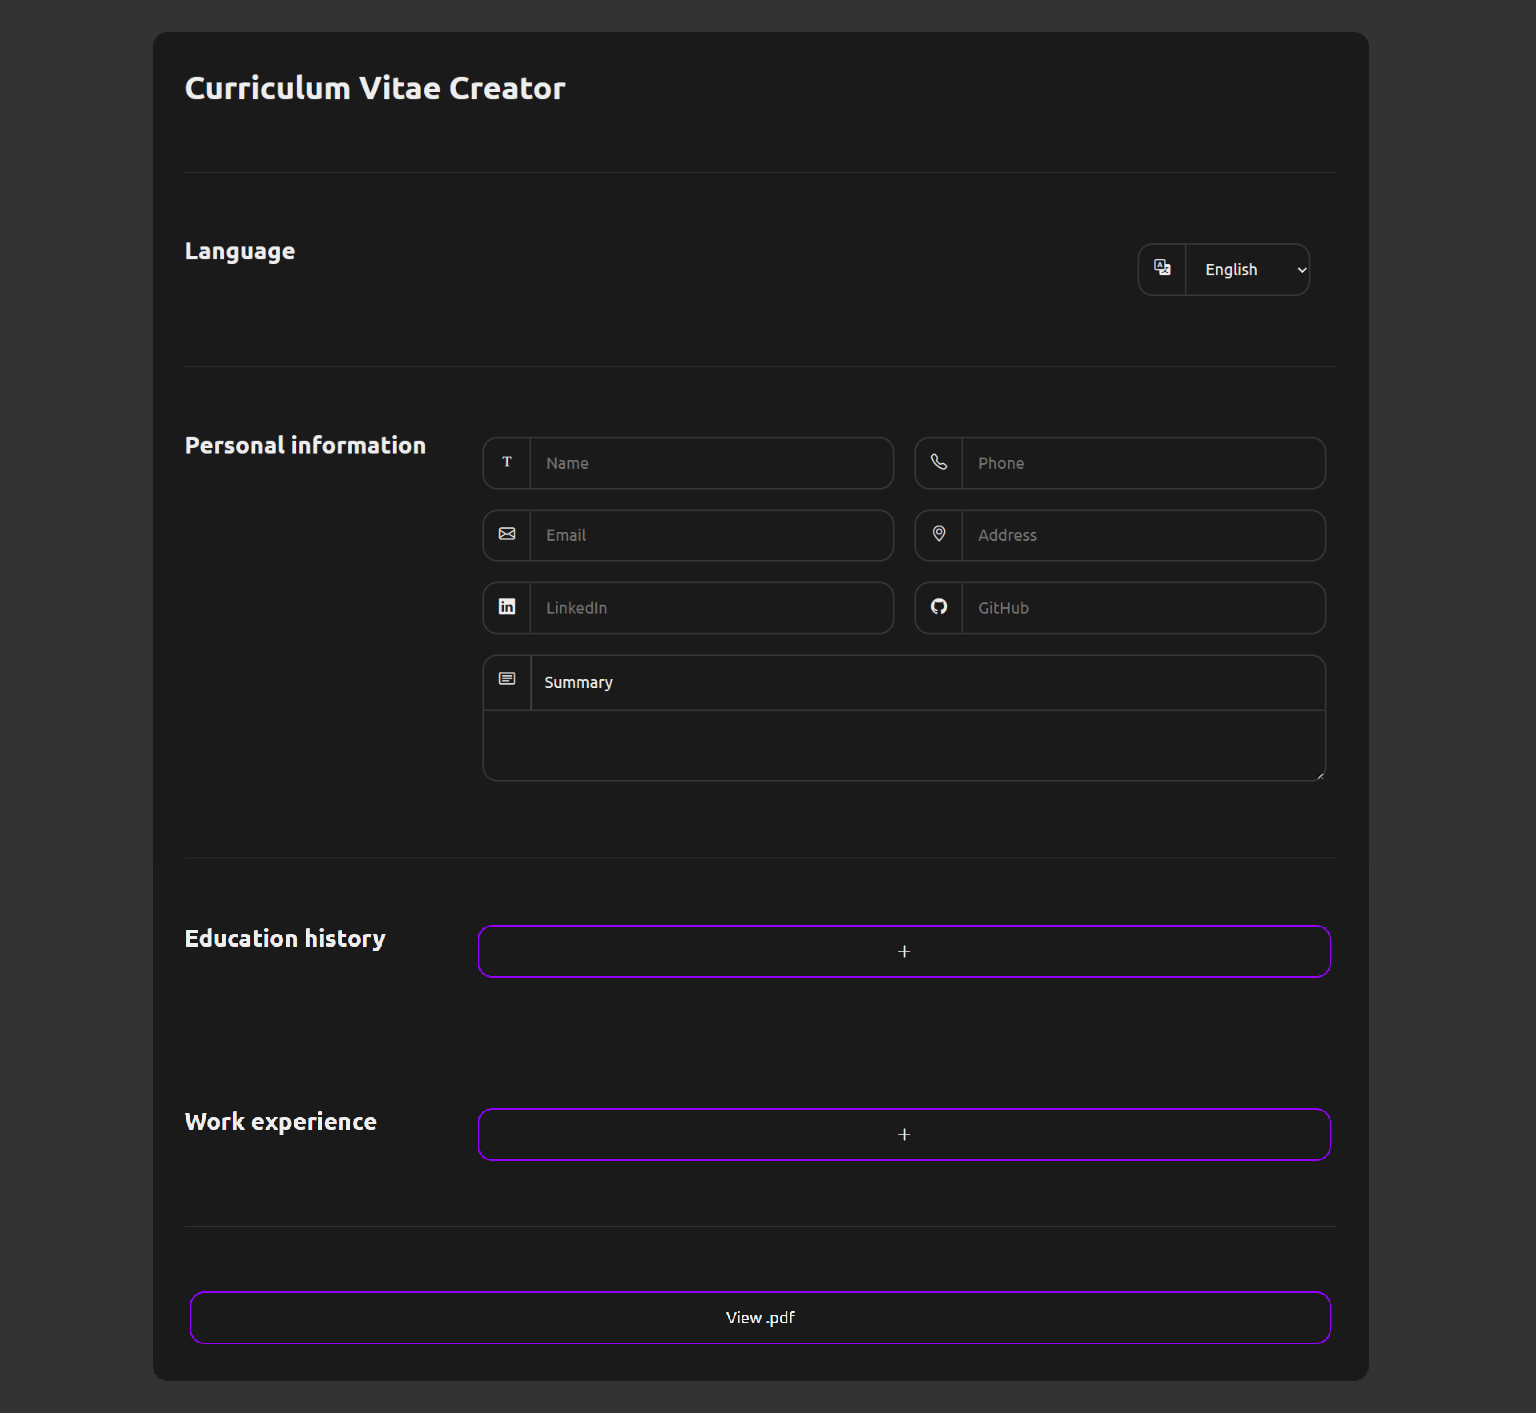 Curriculum Vitae Creator
Language
English
Personal information
Name
Phone
Email
Address
LinkedIn
GitHub
Summary
Education history
+
Work experience
+
View .pdf